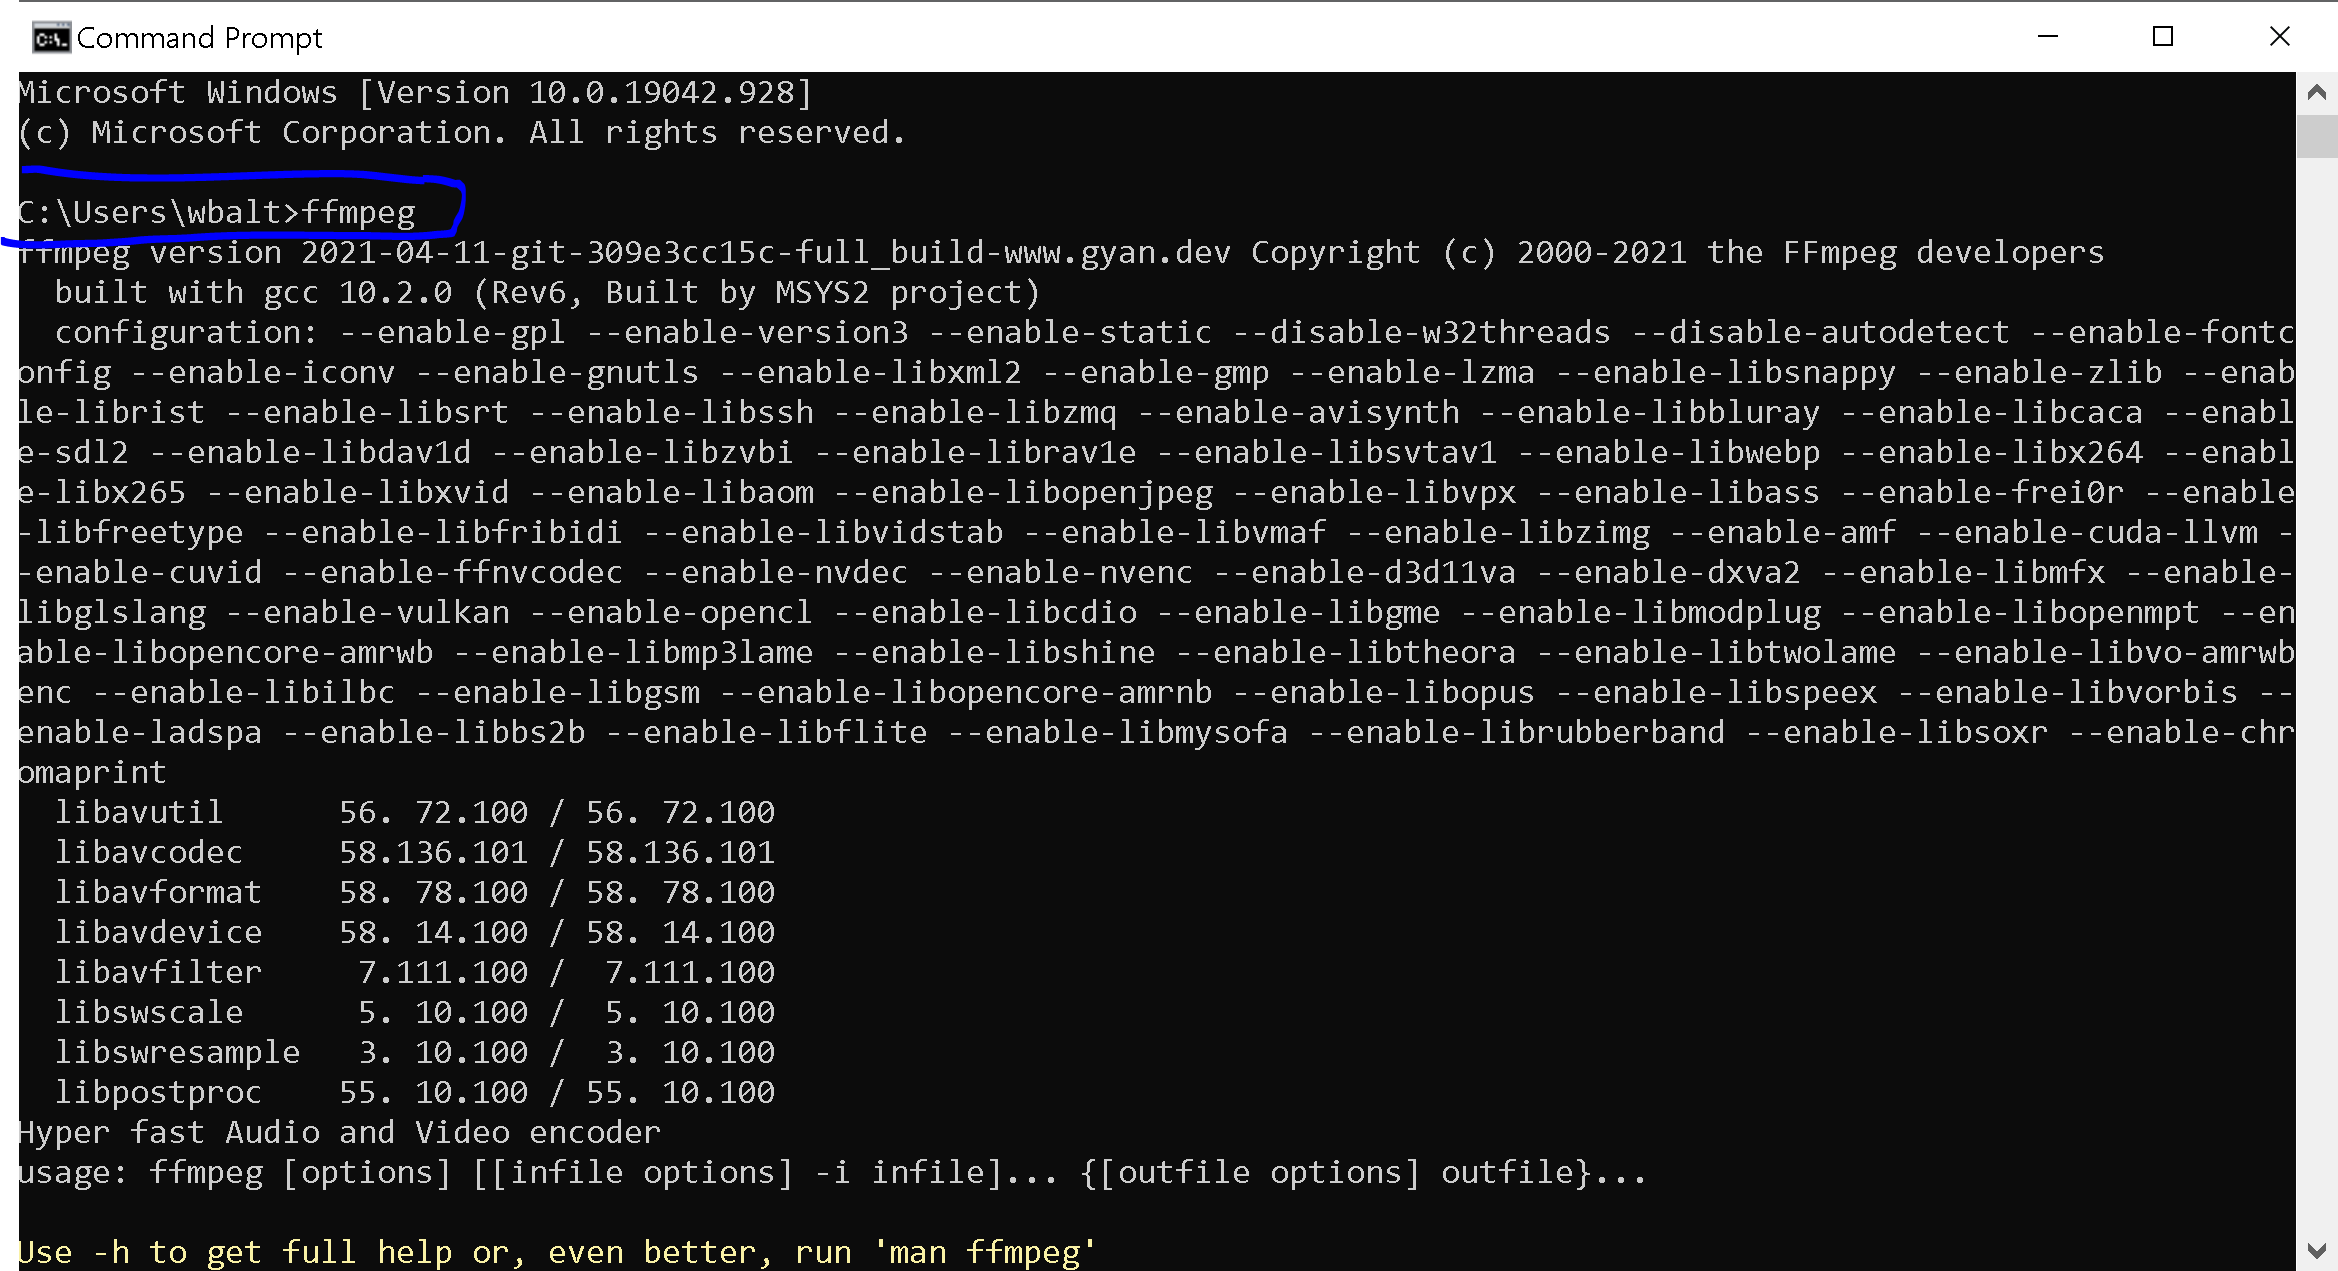 Command Prompt
Microsoft Windows [Version 10.0.19042.928]
(c) Microsoft Corporation. All rights reserved.
C:\Users\wbalt>ffmpeg
ffmpeg version 2021-04-11-git-309e3cc15c-full_build-www.gyan.dev Copyright (c) 2000-2021 the FFmpeg developers
  built with gcc 10.2.0 (Rev6, Built by MSYS2 project)
  configuration: --enable-gpl --enable-version3 --enable-static --disable-w32threads --disable-autodetect --enable-fontc
onfig --enable-iconv --enable-gnutls --enable-libxml2 --enable-gmp --enable-lzma --enable-libsnappy --enable-zlib --enab
le-librist --enable-libsrt --enable-libssh --enable-libzmq --enable-avisynth --enable-libbluray --enable-libcaca --enabl
e-sdl2 --enable-libdav1d --enable-libzvbi --enable-librav1e --enable-libsvtav1 --enable-libwebp --enable-libx264 --enabl
e-libx265 --enable-libxvid --enable-libaom --enable-libopenjpeg --enable-libvpx --enable-libass --enable-frei0r --enable
-libfreetype --enable-libfribidi --enable-libvidstab --enable-libvmaf --enable-libzimg --enable-amf --enable-cuda-llvm -
-enable-cuvid --enable-ffnvcodec --enable-nvdec --enable-nvenc --enable-d3d11va --enable-dxva2 --enable-libmfx --enable-
libglslang --enable-vulkan --enable-opencl --enable-libcdio --enable-libgme --enable-libmodplug --enable-libopenmpt --en
able-libopencore-amrwb --enable-libmp3lame --enable-libshine --enable-libtheora --enable-libtwolame --enable-libvo-amrwb
enc --enable-libilbc --enable-libgsm --enable-libopencore-amrnb --enable-libopus --enable-libspeex --enable-libvorbis --
enable-ladspa --enable-libbs2b --enable-libflite --enable-libmysofa --enable-librubberband --enable-libsoxr --enable-chr
omaprint
  libavutil      56. 72.100 / 56. 72.100
  libavcodec     58.136.101 / 58.136.101
  libavformat    58. 78.100 / 58. 78.100
  libavdevice    58. 14.100 / 58. 14.100
  libavfilter     7.111.100 /  7.111.100
  libswscale      5. 10.100 /  5. 10.100
  libswresample   3. 10.100 /  3. 10.100
  libpostproc    55. 10.100 / 55. 10.100
Hyper fast Audio and Video encoder
usage: ffmpeg [options] [[infile options] -i infile]... {[outfile options] outfile}...
Use -h to get full help or, even better, run 'man ffmpeg'